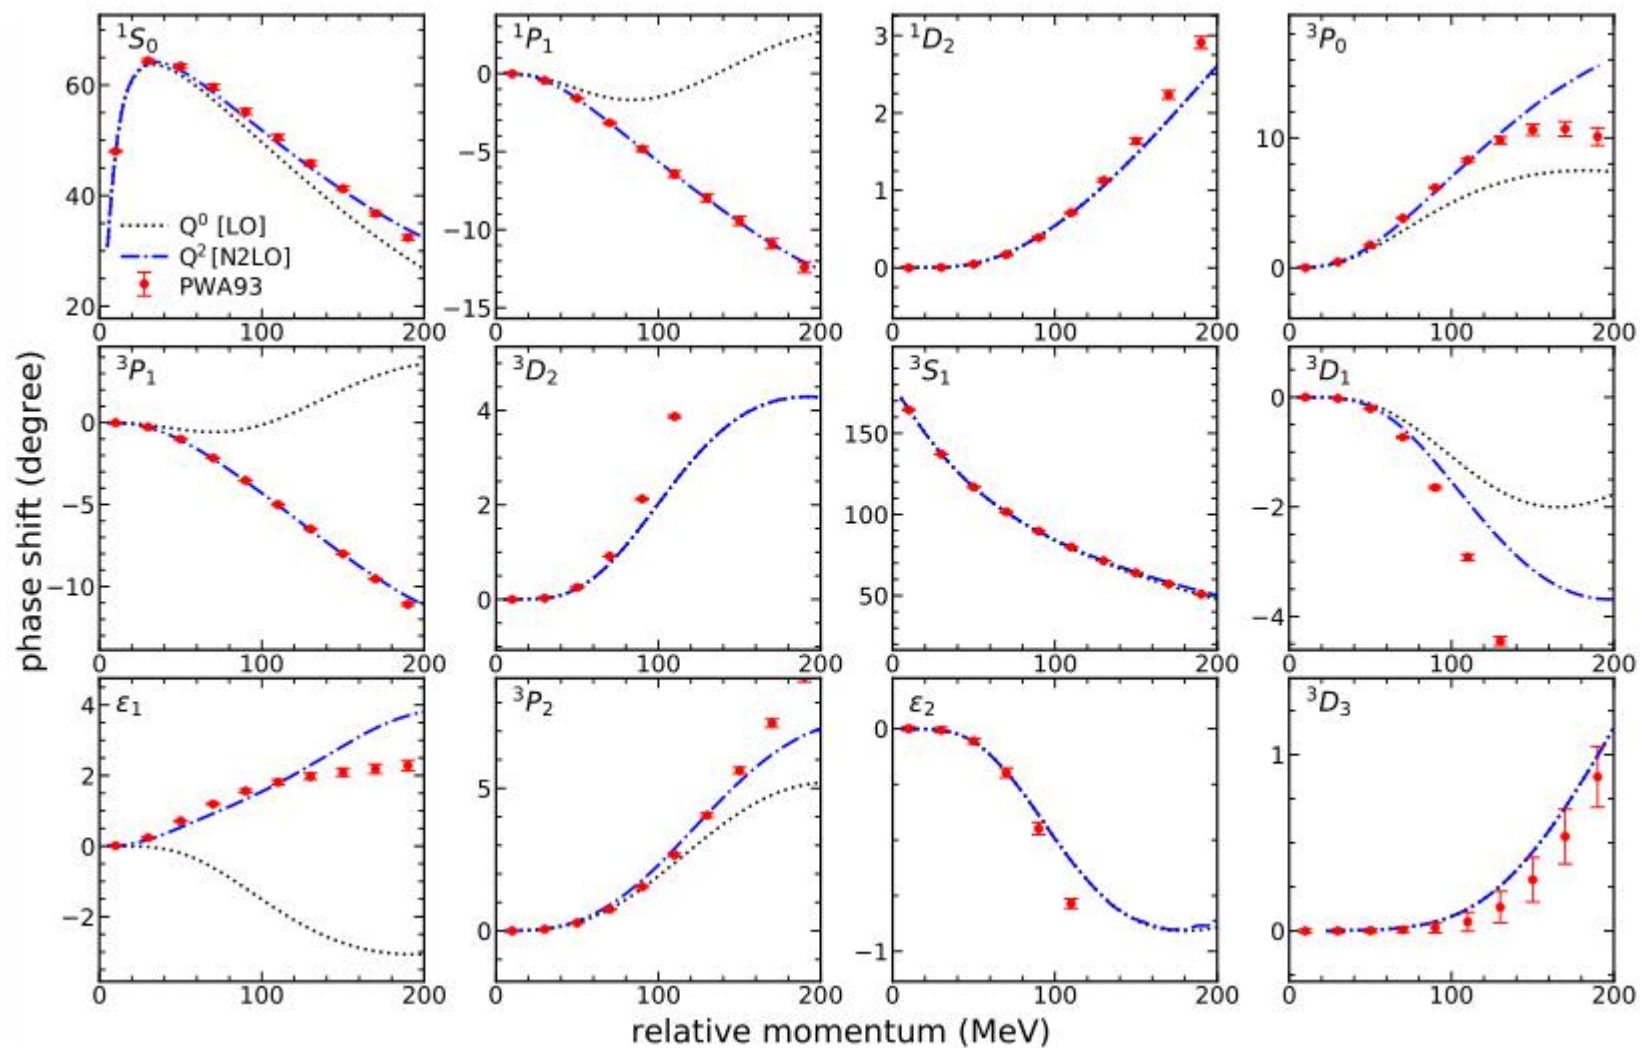 ¹S₀
60
40
20
Q⁰ [LO]
Q² [N2LO]
PWA93
0 100 200
¹P₁
0
−5
−10
−15
0 100 200
¹D₂
3
2
1
0
0 100 200
³P₀
10
0
0 100 200
phase shift (degree)
³P₁
0
−5
−10
0 100 200
³D₂
4
2
0
0 100 200
³S₁
150
100
50
0 100 200
³D₁
0
−2
−4
0 100 200
ε₁
4
2
0
−2
0 100 200
³P₂
5
0
0 100 200
ε₂
0
−1
0 100 200
³D₃
1
0
0 100 200
relative momentum (MeV)